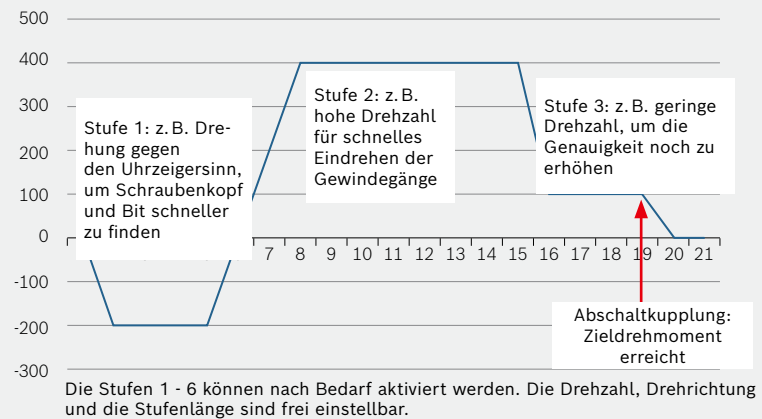 500
400
300
200
100
0
-100
-200
-300
Stufe 1: z. B. Dre-
hung gegen
den Uhrzeigersinn,
um Schraubenkopf
und Bit schneller
zu finden
Stufe 2: z. B.
hohe Drehzahl
für schnelles
Eindrehen der
Gewindegänge
Stufe 3: z. B. geringe
Drehzahl, um die
Genauigkeit noch zu
erhöhen
7 8 9 10 11 12 13 14 15 16 17 18 19 20 21
Abschaltkupplung:
Zieldrehmoment
erreicht
Die Stufen 1 - 6 können nach Bedarf aktiviert werden. Die Drehzahl, Drehrichtung
und die Stufenlänge sind frei einstellbar.